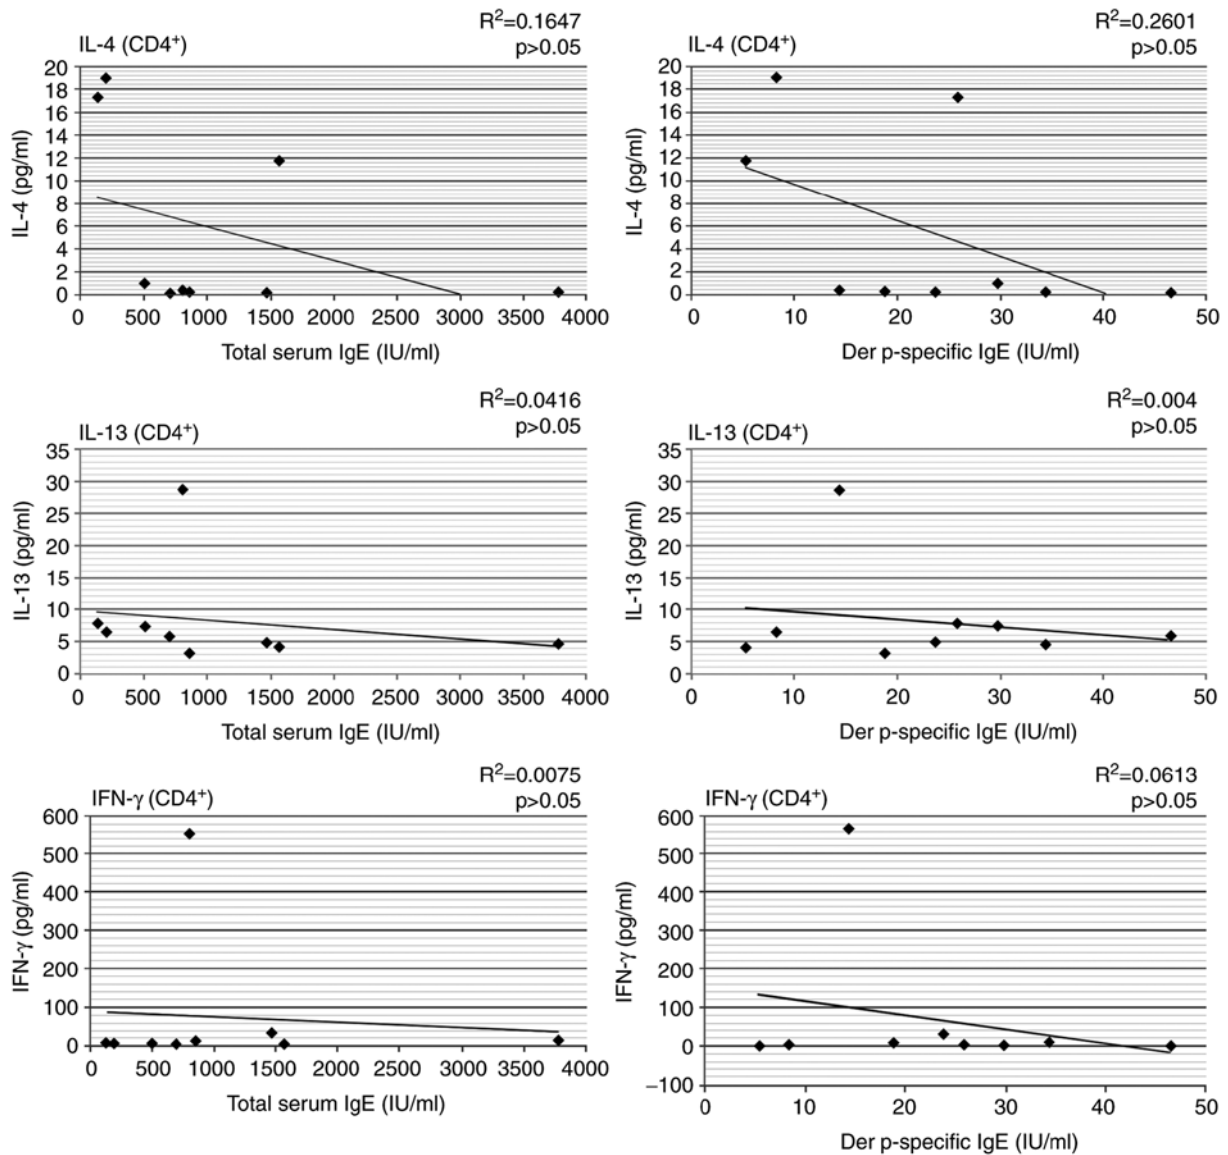 R²=0.1647
p>0.05
IL-4 (CD4⁺)
IL-4 (pg/ml)
20
18
16
14
12
10
8
6
4
2
0
0 500 1000 1500 2000 2500 3000 3500 4000
Total serum IgE (IU/ml)
R²=0.2601
p>0.05
IL-4 (CD4⁺)
IL-4 (pg/ml)
20
18
16
14
12
10
8
6
4
2
0
0 10 20 30 40 50
Der p-specific IgE (IU/ml)
R²=0.0416
p>0.05
IL-13 (CD4⁺)
IL-13 (pg/ml)
35
30
25
20
15
10
5
0
0 500 1000 1500 2000 2500 3000 3500 4000
Total serum IgE (IU/ml)
R²=0.004
p>0.05
IL-13 (CD4⁺)
IL-13 (pg/ml)
35
30
25
20
15
10
5
0
0 10 20 30 40 50
Der p-specific IgE (IU/ml)
R²=0.0075
p>0.05
IFN-γ (CD4⁺)
IFN-γ (pg/ml)
600
500
400
300
200
100
0
0 500 1000 1500 2000 2500 3000 3500 4000
Total serum IgE (IU/ml)
R²=0.0613
p>0.05
IFN-γ (CD4⁺)
IFN-γ (pg/ml)
600
500
400
300
200
100
0
−100
0 10 20 30 40 50
Der p-specific IgE (IU/ml)